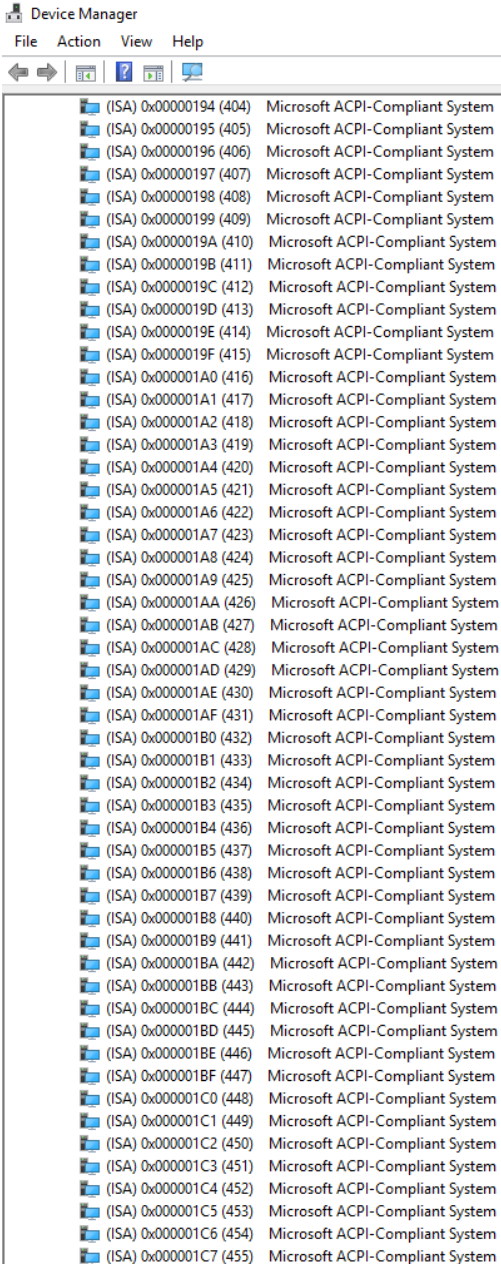 Device Manager
File Action View Help
(ISA) 0x00000194 (404) Microsoft ACPI-Compliant System
(ISA) 0x00000195 (405) Microsoft ACPI-Compliant System
(ISA) 0x00000196 (406) Microsoft ACPI-Compliant System
(ISA) 0x00000197 (407) Microsoft ACPI-Compliant System
(ISA) 0x00000198 (408) Microsoft ACPI-Compliant System
(ISA) 0x00000199 (409) Microsoft ACPI-Compliant System
(ISA) 0x0000019A (410) Microsoft ACPI-Compliant System
(ISA) 0x0000019B (411) Microsoft ACPI-Compliant System
(ISA) 0x0000019C (412) Microsoft ACPI-Compliant System
(ISA) 0x0000019D (413) Microsoft ACPI-Compliant System
(ISA) 0x0000019E (414) Microsoft ACPI-Compliant System
(ISA) 0x0000019F (415) Microsoft ACPI-Compliant System
(ISA) 0x000001A0 (416) Microsoft ACPI-Compliant System
(ISA) 0x000001A1 (417) Microsoft ACPI-Compliant System
(ISA) 0x000001A2 (418) Microsoft ACPI-Compliant System
(ISA) 0x000001A3 (419) Microsoft ACPI-Compliant System
(ISA) 0x000001A4 (420) Microsoft ACPI-Compliant System
(ISA) 0x000001A5 (421) Microsoft ACPI-Compliant System
(ISA) 0x000001A6 (422) Microsoft ACPI-Compliant System
(ISA) 0x000001A7 (423) Microsoft ACPI-Compliant System
(ISA) 0x000001A8 (424) Microsoft ACPI-Compliant System
(ISA) 0x000001A9 (425) Microsoft ACPI-Compliant System
(ISA) 0x000001AA (426) Microsoft ACPI-Compliant System
(ISA) 0x000001AB (427) Microsoft ACPI-Compliant System
(ISA) 0x000001AC (428) Microsoft ACPI-Compliant System
(ISA) 0x000001AD (429) Microsoft ACPI-Compliant System
(ISA) 0x000001AE (430) Microsoft ACPI-Compliant System
(ISA) 0x000001AF (431) Microsoft ACPI-Compliant System
(ISA) 0x000001B0 (432) Microsoft ACPI-Compliant System
(ISA) 0x000001B1 (433) Microsoft ACPI-Compliant System
(ISA) 0x000001B2 (434) Microsoft ACPI-Compliant System
(ISA) 0x000001B3 (435) Microsoft ACPI-Compliant System
(ISA) 0x000001B4 (436) Microsoft ACPI-Compliant System
(ISA) 0x000001B5 (437) Microsoft ACPI-Compliant System
(ISA) 0x000001B6 (438) Microsoft ACPI-Compliant System
(ISA) 0x000001B7 (439) Microsoft ACPI-Compliant System
(ISA) 0x000001B8 (440) Microsoft ACPI-Compliant System
(ISA) 0x000001B9 (441) Microsoft ACPI-Compliant System
(ISA) 0x000001BA (442) Microsoft ACPI-Compliant System
(ISA) 0x000001BB (443) Microsoft ACPI-Compliant System
(ISA) 0x000001BC (444) Microsoft ACPI-Compliant System
(ISA) 0x000001BD (445) Microsoft ACPI-Compliant System
(ISA) 0x000001BE (446) Microsoft ACPI-Compliant System
(ISA) 0x000001BF (447) Microsoft ACPI-Compliant System
(ISA) 0x000001C0 (448) Microsoft ACPI-Compliant System
(ISA) 0x000001C1 (449) Microsoft ACPI-Compliant System
(ISA) 0x000001C2 (450) Microsoft ACPI-Compliant System
(ISA) 0x000001C3 (451) Microsoft ACPI-Compliant System
(ISA) 0x000001C4 (452) Microsoft ACPI-Compliant System
(ISA) 0x000001C5 (453) Microsoft ACPI-Compliant System
(ISA) 0x000001C6 (454) Microsoft ACPI-Compliant System
(ISA) 0x000001C7 (455) Microsoft ACPI-Compliant System